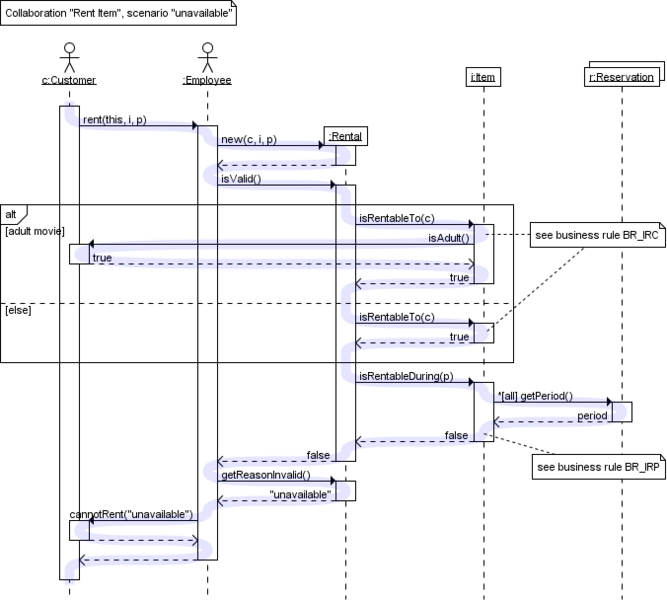 Collaboration "Rent Item", scenario "unavailable"
c:Customer
:Employee
i:Item
r:Reservation
rent(this, i, p)
new(c, i, p)
:Rental
isValid()
alt
[adult movie]
isRentableTo(c)
isAdult()
see business rule BR_IRC
true
true
[else]
isRentableTo(c)
true
isRentableDuring(p)
*[all] getPeriod()
period
false
false
see business rule BR_IRP
getReasonInvalid()
"unavailable"
cannotRent("unavailable")